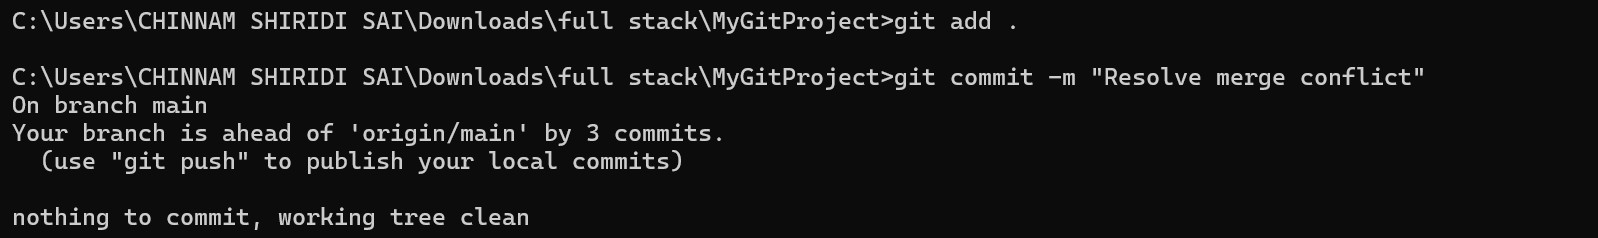 C:\Users\CHINNAM SHIRIDI SAI\Downloads\full stack\MyGitProject>git add .
C:\Users\CHINNAM SHIRIDI SAI\Downloads\full stack\MyGitProject>git commit -m "Resolve merge conflict"
On branch main
Your branch is ahead of 'origin/main' by 3 commits.
  (use "git push" to publish your local commits)
nothing to commit, working tree clean